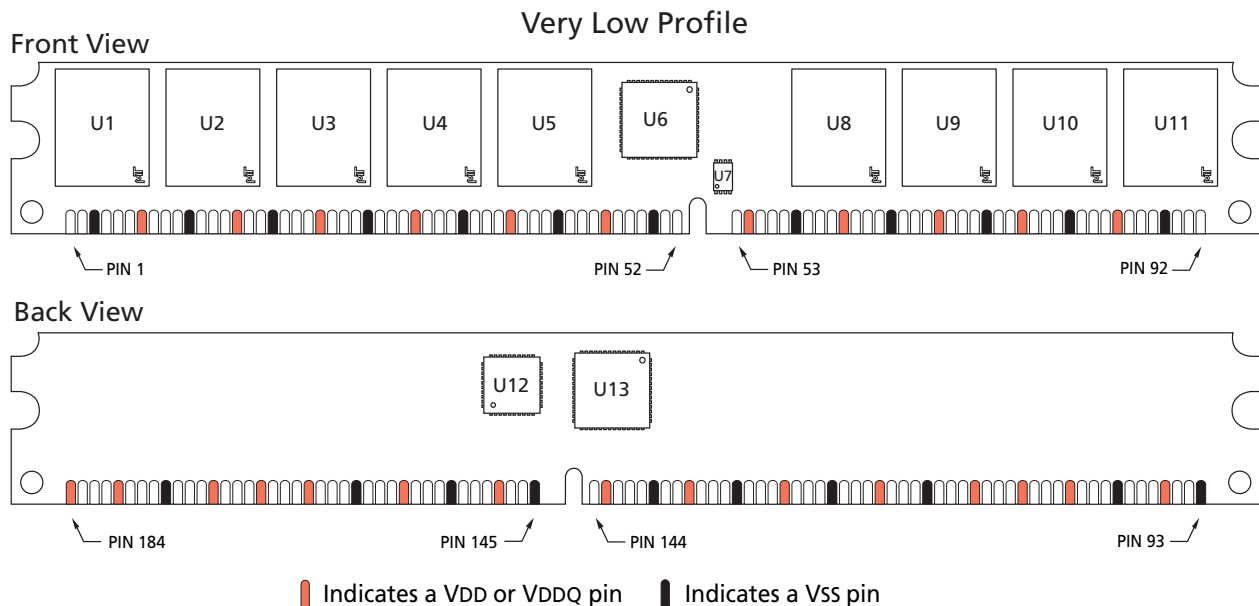 Very Low Profile
Front View
U1 U2 U3 U4 U5 U6 U7 U8 U9 U10 U11
PIN 1 PIN 52 PIN 53 PIN 92
Back View
U12 U13
PIN 184 PIN 145 PIN 144 PIN 93
Indicates a VDD or VDDQ pin Indicates a VSS pin